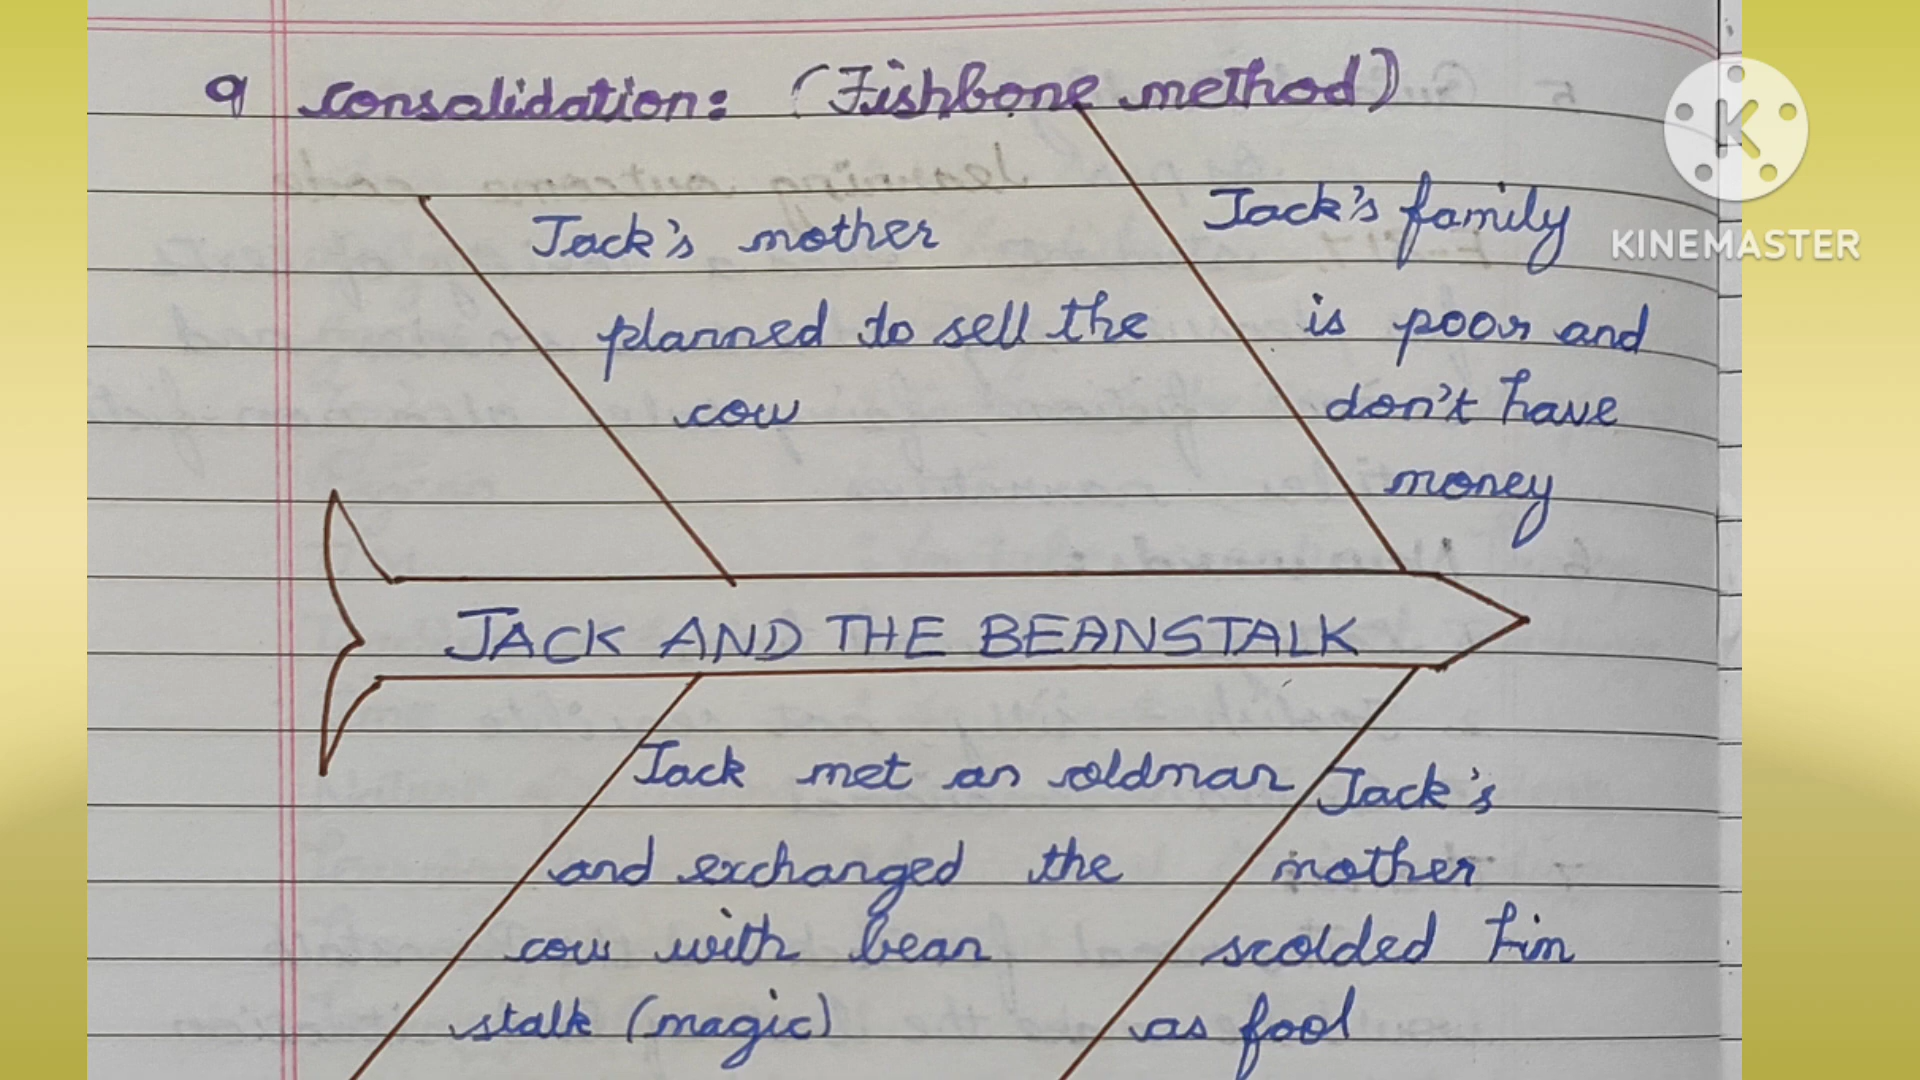 9 consolidation: (Fishbone method)
KINEMASTER
Jack's mother
planned to sell the
cow
Jack's family
is poor and
don't have
money
JACK AND THE BEANSTALK
Jack met an oldman
and exchanged the
cow with bean
stalk (magic)
Jack's
mother
scolded him
as fool